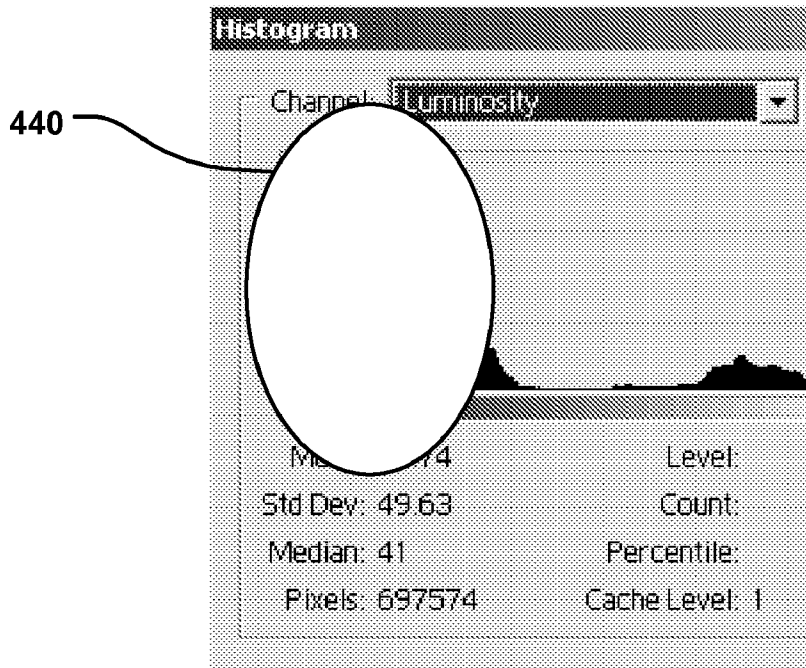 Histogram
440
Channel: Luminosity
Level:
Std Dev: 49.63
Count:
Median: 41
Percentile:
Pixels: 697574
Cache Level: 1